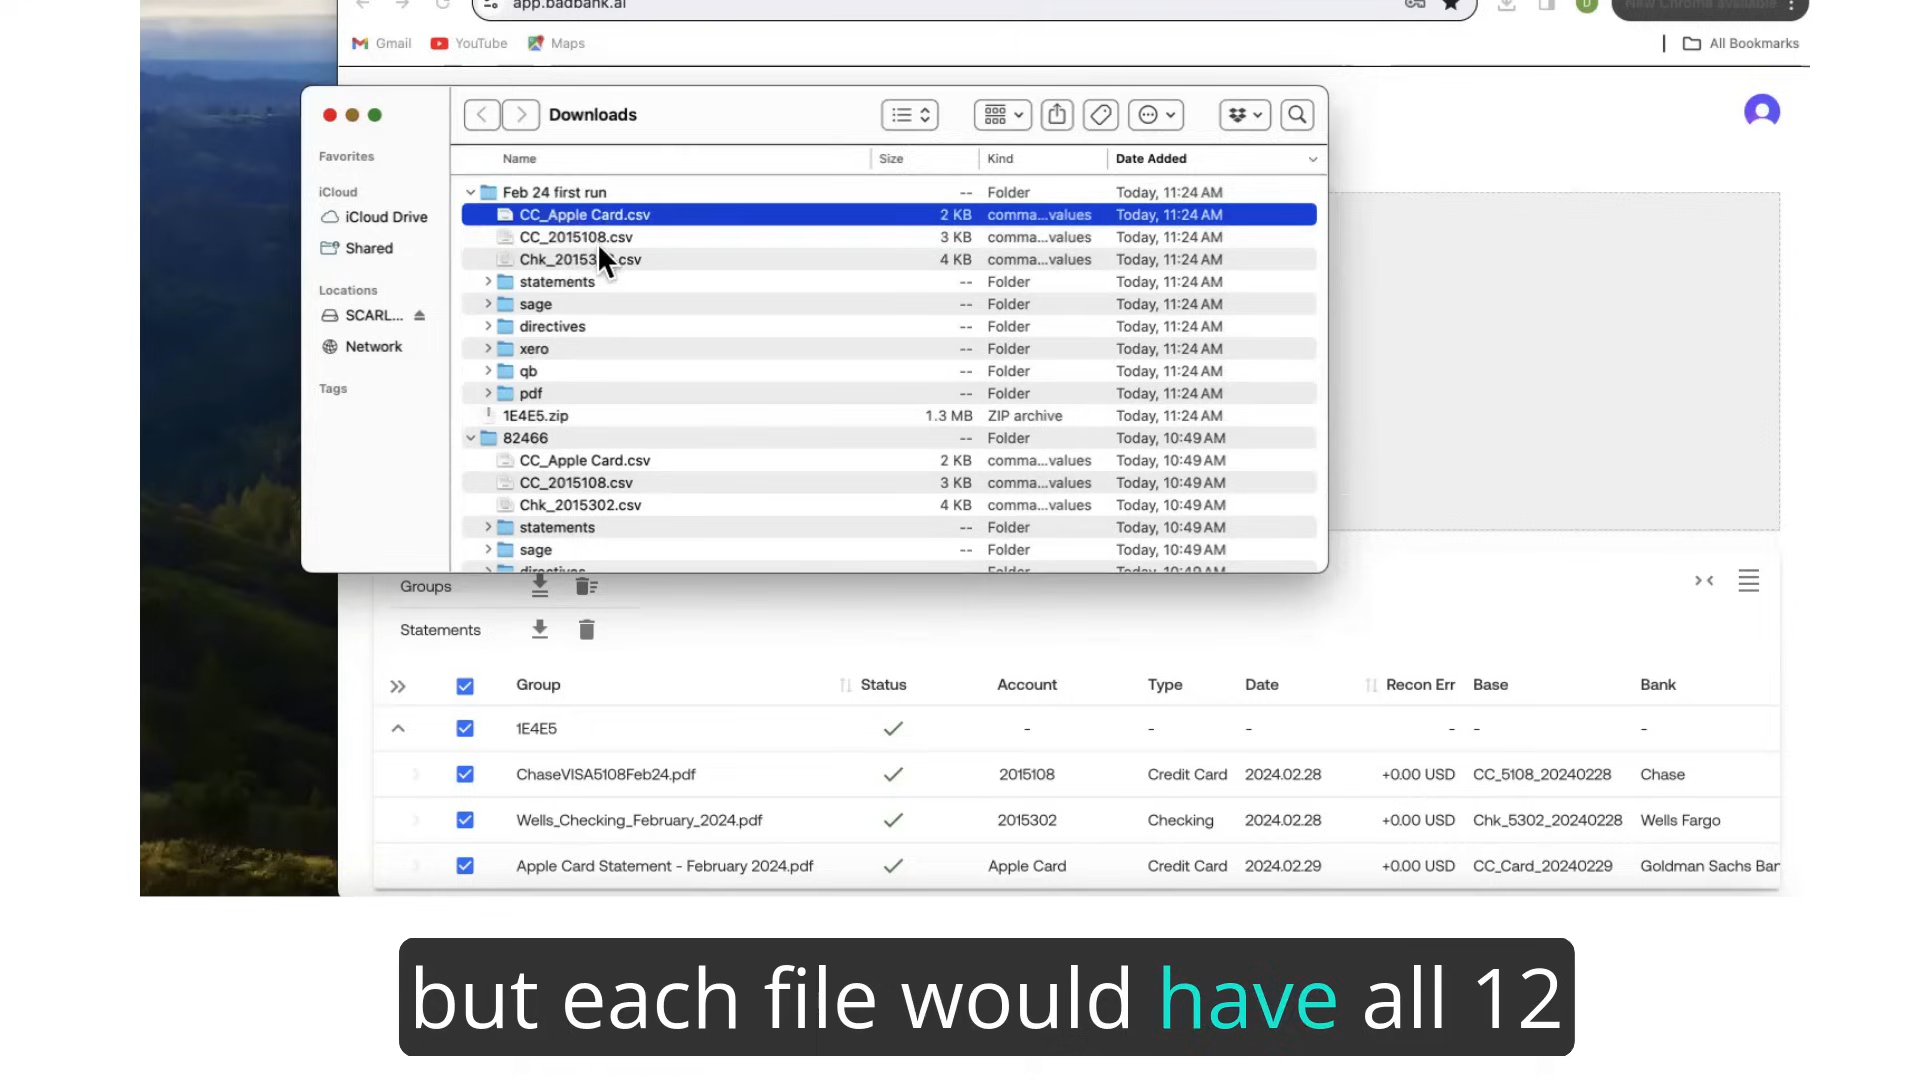 app.badbank.ai
New Chrome available
Gmail YouTube Maps All Bookmarks
Downloads
Favorites
iCloud
iCloud Drive
Shared
Locations
SCARL...
Network
Tags
Name Size Kind Date Added
Feb 24 first run -- Folder Today, 11:24 AM
CC_Apple Card.csv 2 KB comma...values Today, 11:24 AM
CC_2015108.csv 3 KB comma...values Today, 11:24 AM
Chk_20153 .csv 4 KB comma...values Today, 11:24 AM
statements -- Folder Today, 11:24 AM
sage -- Folder Today, 11:24 AM
directives -- Folder Today, 11:24 AM
xero -- Folder Today, 11:24 AM
qb -- Folder Today, 11:24 AM
pdf -- Folder Today, 11:24 AM
1E4E5.zip 1.3 MB ZIP archive Today, 11:24 AM
82466 -- Folder Today, 10:49 AM
CC_Apple Card.csv 2 KB comma...values Today, 10:49 AM
CC_2015108.csv 3 KB comma...values Today, 10:49 AM
Chk_2015302.csv 4 KB comma...values Today, 10:49 AM
statements -- Folder Today, 10:49 AM
sage -- Folder Today, 10:49 AM
directives -- Folder Today, 10:49 AM
Groups
Statements
Group Status Account Type Date Recon Err Base Bank
1E4E5 - - - - - -
ChaseVISA5108Feb24.pdf 2015108 Credit Card 2024.02.28 +0.00 USD CC_5108_20240228 Chase
Wells_Checking_February_2024.pdf 2015302 Checking 2024.02.28 +0.00 USD Chk_5302_20240228 Wells Fargo
Apple Card Statement - February 2024.pdf Apple Card Credit Card 2024.02.29 +0.00 USD CC_Card_20240229 Goldman Sachs Ban
but each file would have all 12